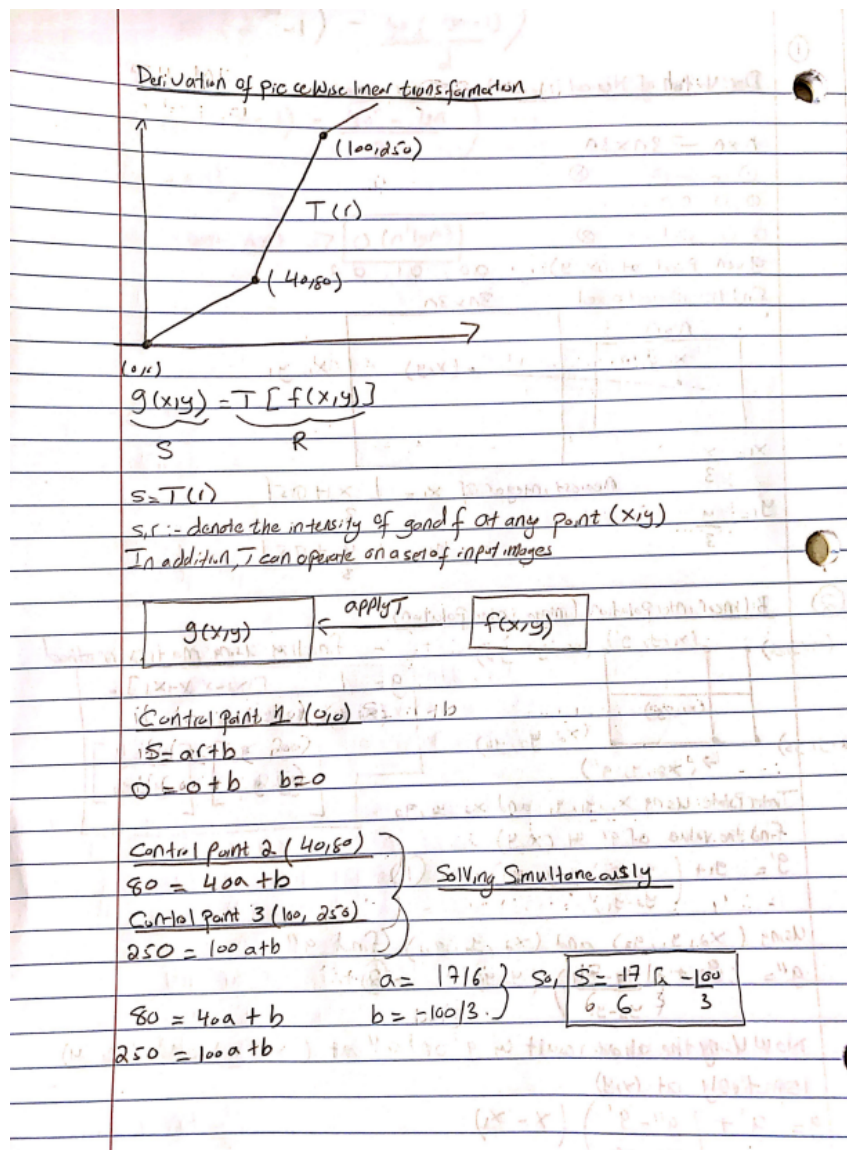 Derivation of piecewise linear transformation
(100,250)
T(r)
(40,80)
(0,0)
g(x,y) = T[f(x,y)]
S R
S=T(r)
s,r :- denote the intensity of g and f at any point (x,y)
In addition, T can operate on a set of input images
g(x,y) apply T f(x,y)
Control point 1 (0,0)
S=ar+b
0 = 0 + b b=0
Control point 2 (40,80)
80 = 40a +b
Solving Simultaneously
Control point 3 (100, 250)
250 = 100a+b
a= 17/6 So, S= 17/6 r - 100/3
80 = 40a + b b= -100/3.
250 = 100a +b